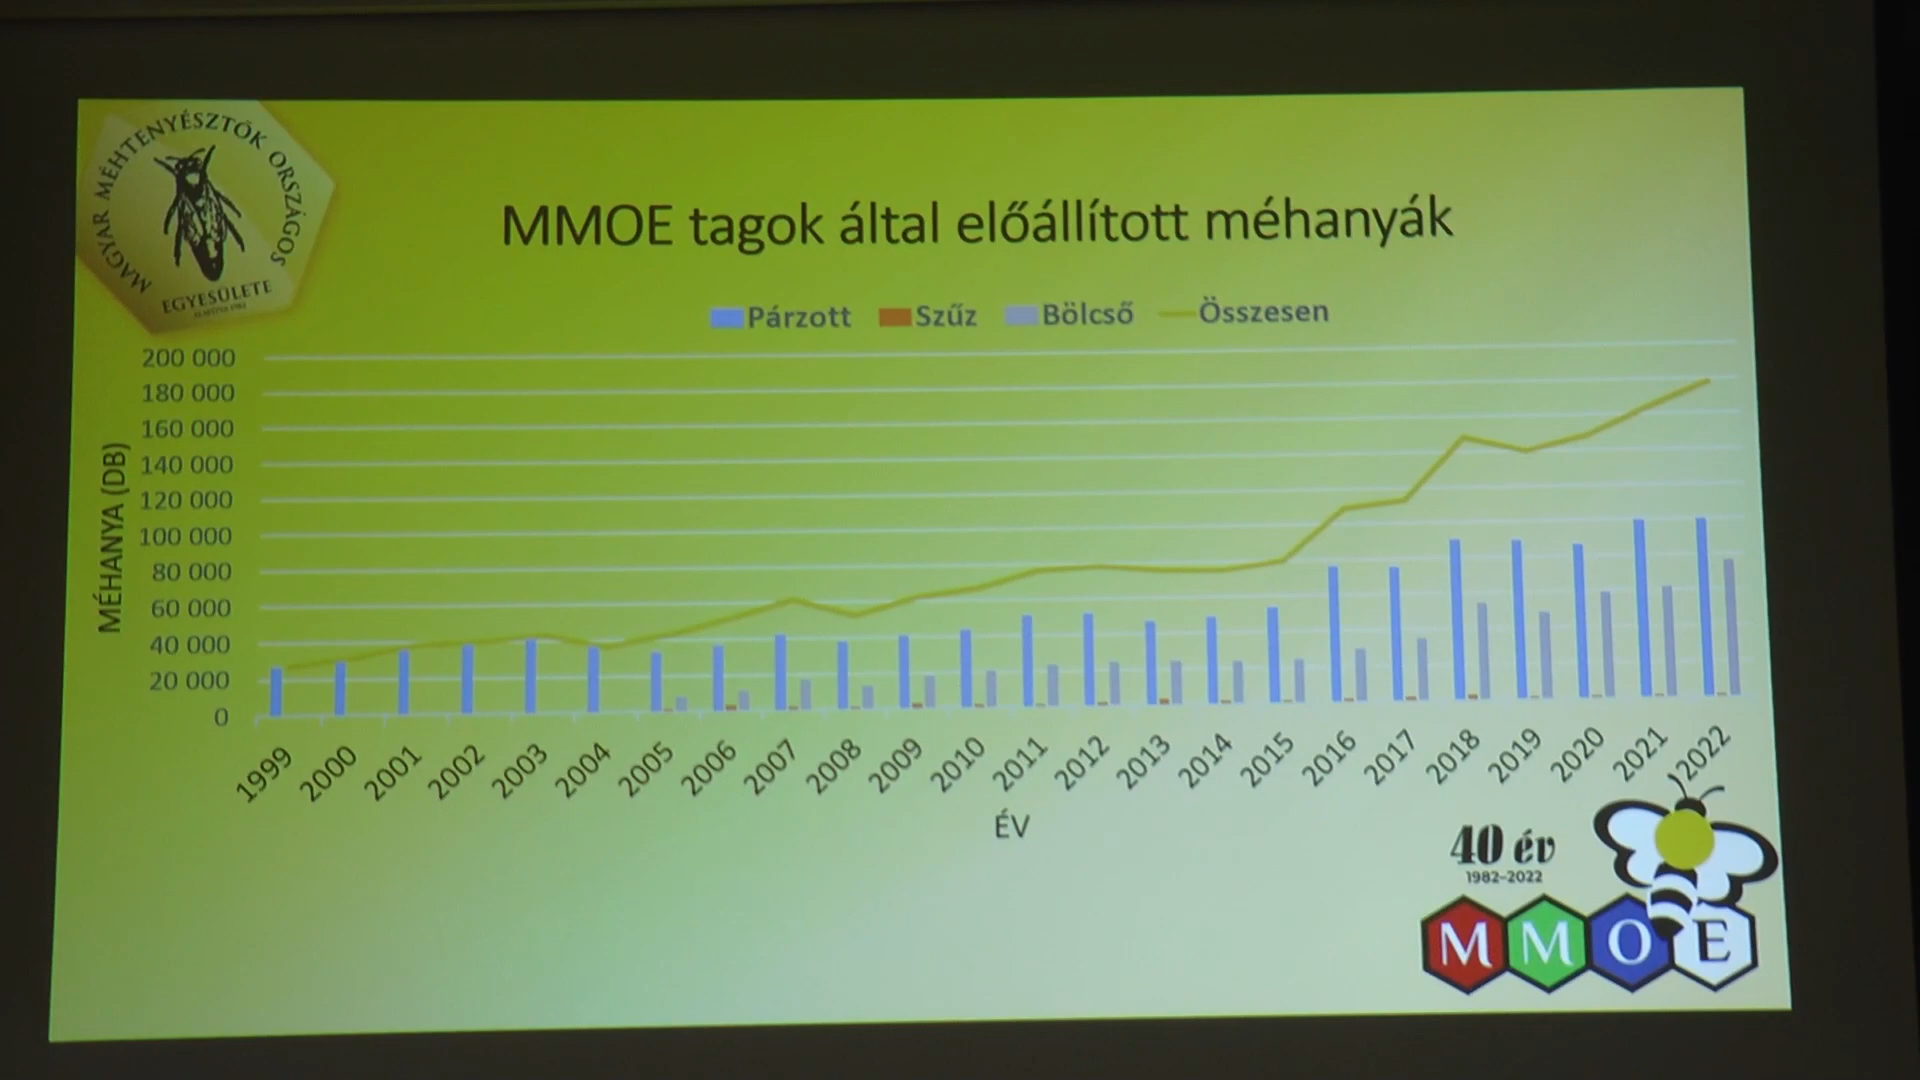 MAGYAR MÉHTENYÉSZTŐK ORSZÁGOS
EGYESÜLETE
MMOE tagok által előállított méhanyák
Párzott Szűz Bölcső Összesen
MÉHANYA (DB)
200 000
180 000
160 000
140 000
120 000
100 000
80 000
60 000
40 000
20 000
0
1999 2000 2001 2002 2003 2004 2005 2006 2007 2008 2009 2010 2011 2012 2013 2014 2015 2016 2017 2018 2019 2020 2021 2022
ÉV
40 év
1982–2022
MMOE